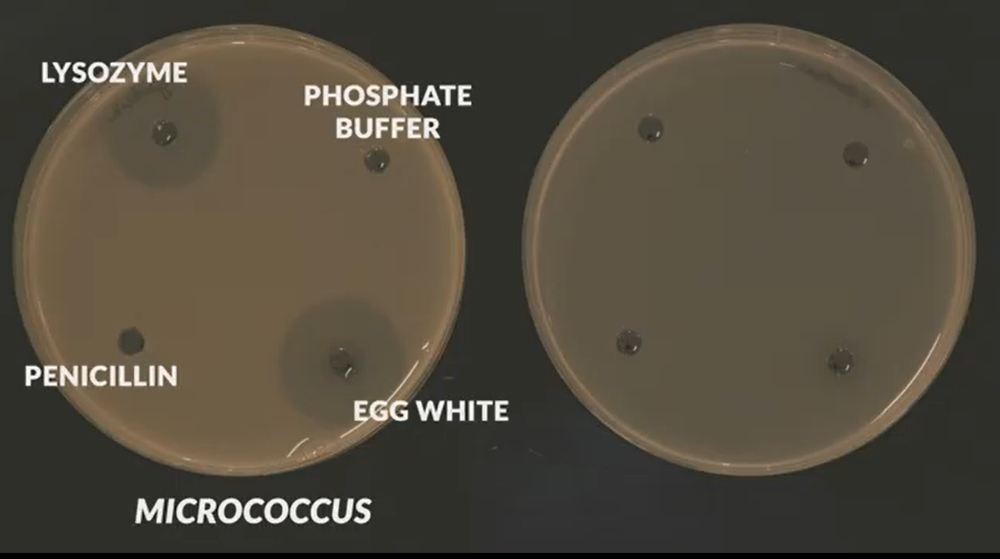 LYSOZYME
PHOSPHATE
BUFFER
PENICILLIN
EGG WHITE
MICROCOCCUS